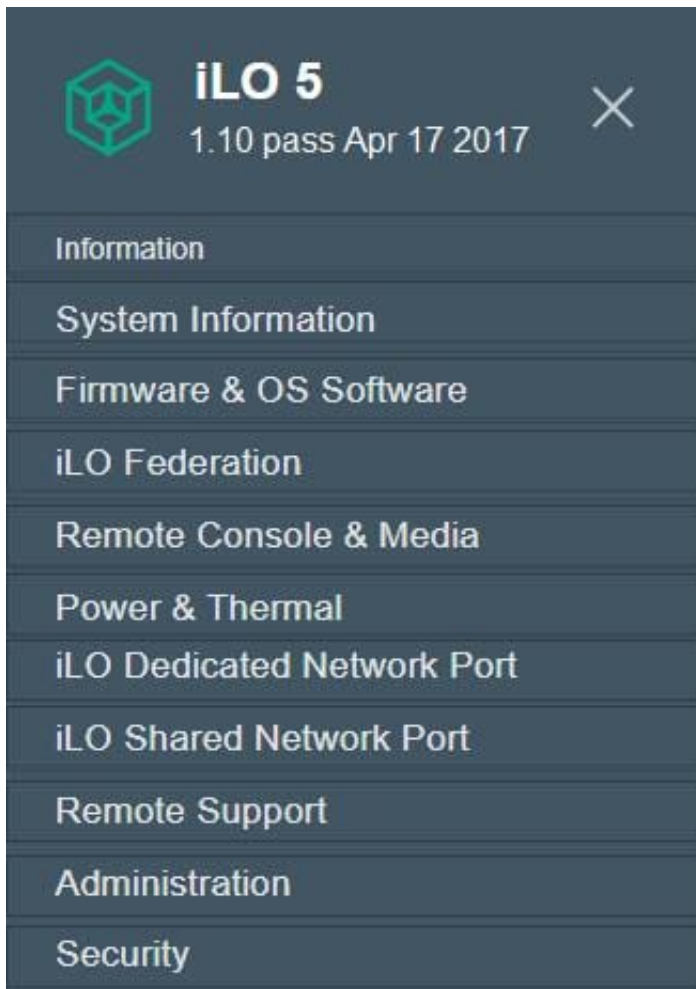 iLO 5
1.10 pass Apr 17 2017
Information
System Information
Firmware & OS Software
iLO Federation
Remote Console & Media
Power & Thermal
iLO Dedicated Network Port
iLO Shared Network Port
Remote Support
Administration
Security